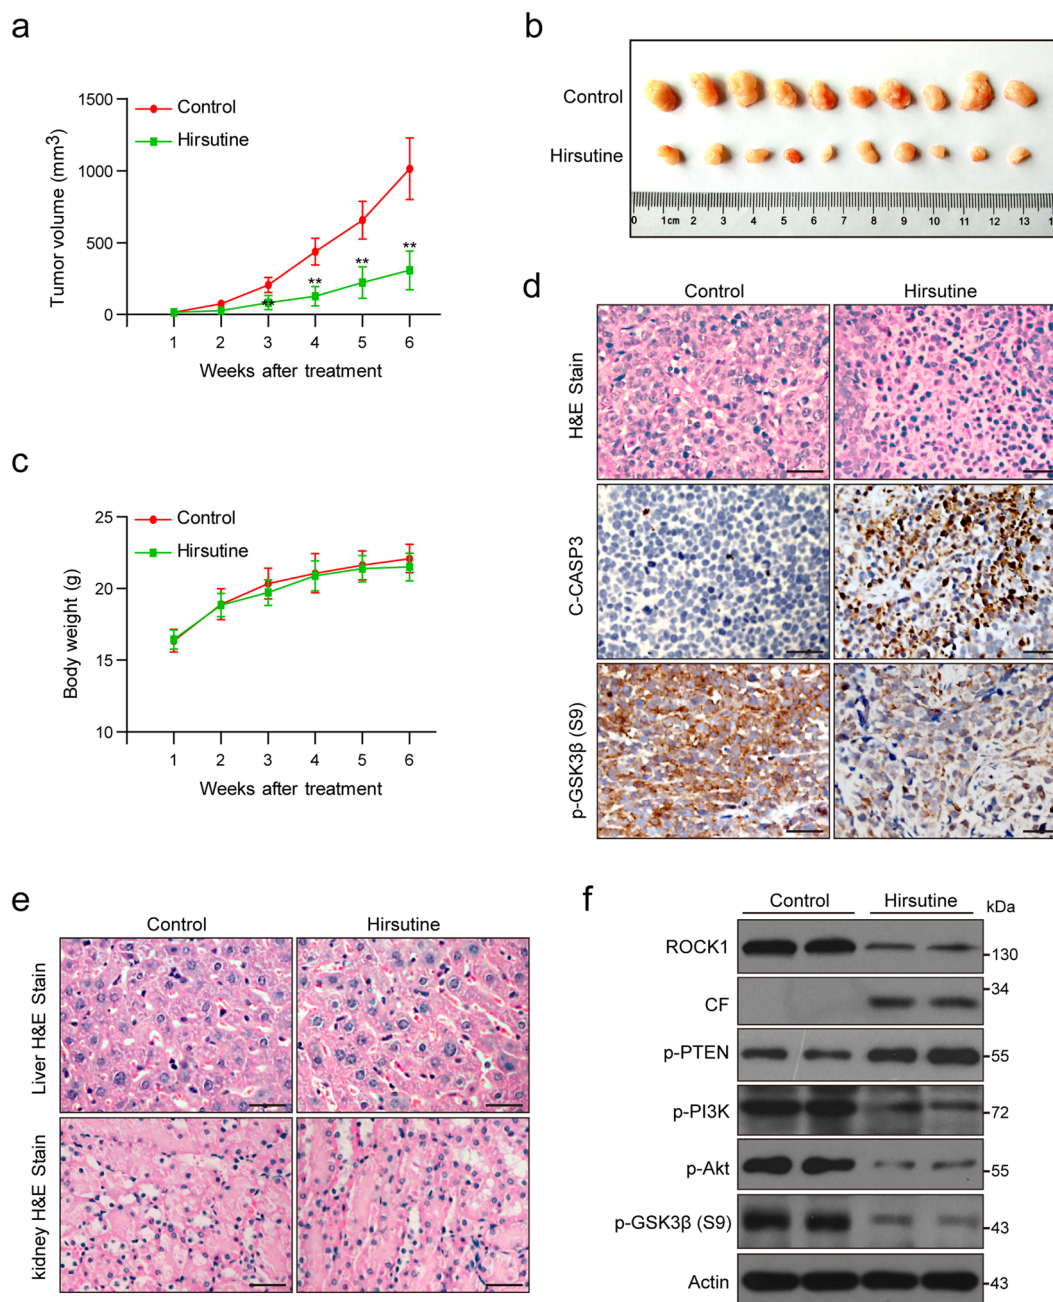 a
1500
1000
500
0
Tumor volume (mm3)
Control
Hirsutine
**
**
**
**
1 2 3 4 5 6
Weeks after treatment
b
Control
Hirsutine
0 1cm 2 3 4 5 6 7 8 9 10 11 12 13 1
c
25
20
15
10
Body weight (g)
Control
Hirsutine
1 2 3 4 5 6
Weeks after treatment
d
Control Hirsutine
H&E Stain
C-CASP3
p-GSK3β (S9)
e
Control Hirsutine
Liver H&E Stain
kidney H&E Stain
f
Control Hirsutine kDa
ROCK1 130
34
CF
p-PTEN 55
p-PI3K 72
p-Akt 55
p-GSK3β (S9) 43
Actin 43